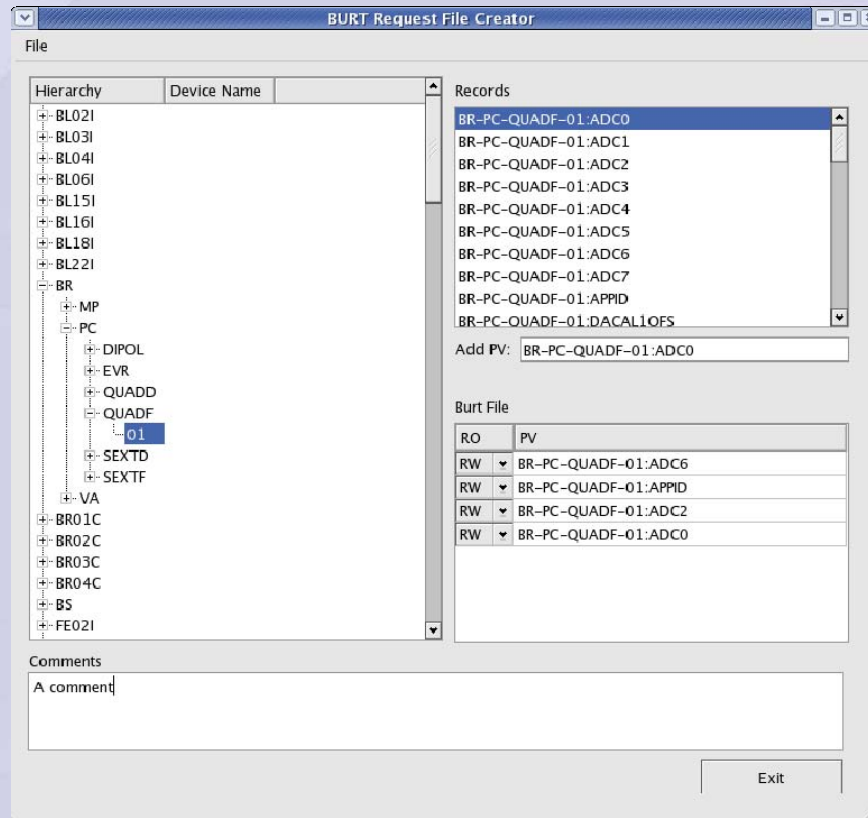 BURT Request File Creator
File
Hierarchy Device Name
BL02I
BL03I
BL04I
BL06I
BL15I
BL16I
BL18I
BL22I
BR
MP
PC
DIPOL
EVR
QUADD
QUADF
01
SEXTD
SEXTF
VA
BR01C
BR02C
BR03C
BR04C
BS
FE02I
Records
BR-PC-QUADF-01:ADC0
BR-PC-QUADF-01:ADC1
BR-PC-QUADF-01:ADC2
BR-PC-QUADF-01:ADC3
BR-PC-QUADF-01:ADC4
BR-PC-QUADF-01:ADC5
BR-PC-QUADF-01:ADC6
BR-PC-QUADF-01:ADC7
BR-PC-QUADF-01:APPID
BR-PC-QUADF-01:DACAL1OFS
Add PV: BR-PC-QUADF-01:ADC0
Burt File
RO PV
RW BR-PC-QUADF-01:ADC6
RW BR-PC-QUADF-01:APPID
RW BR-PC-QUADF-01:ADC2
RW BR-PC-QUADF-01:ADC0
Comments
A comment
Exit